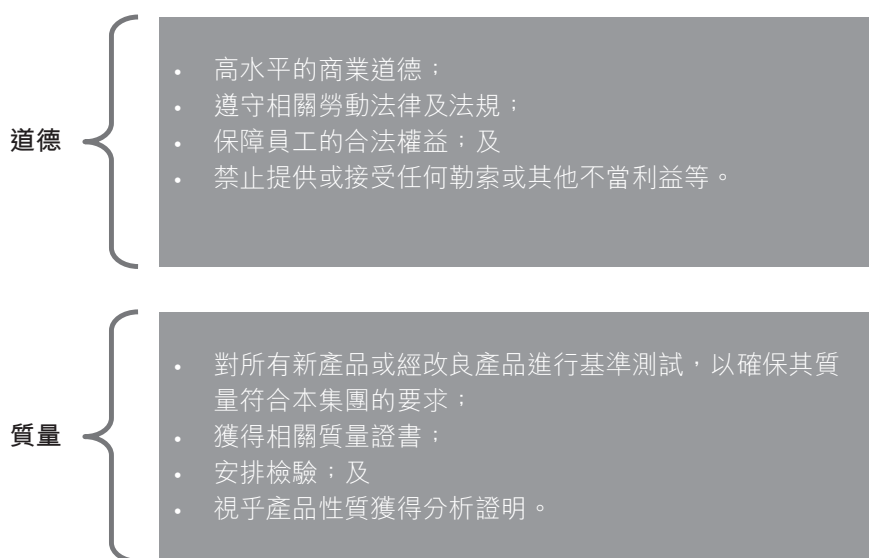 道德
• 高水平的商業道德；
• 遵守相關勞動法律及法規；
• 保障員工的合法權益；及
• 禁止提供或接受任何勒索或其他不當利益等。
質量
• 對所有新產品或經改良產品進行基準測試，以確保其質
量符合本集團的要求；
• 獲得相關質量證書；
• 安排檢驗；及
• 視乎產品性質獲得分析證明。